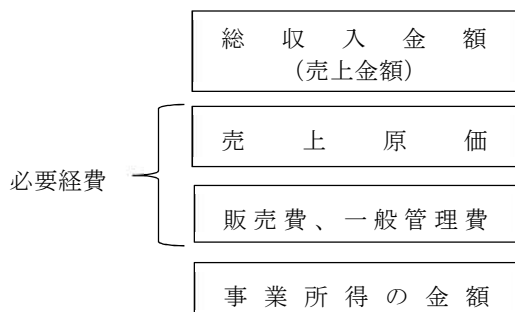 総収入金額
（売上金額）
売上原価
必要経費
販売費、一般管理費
事業所得の金額